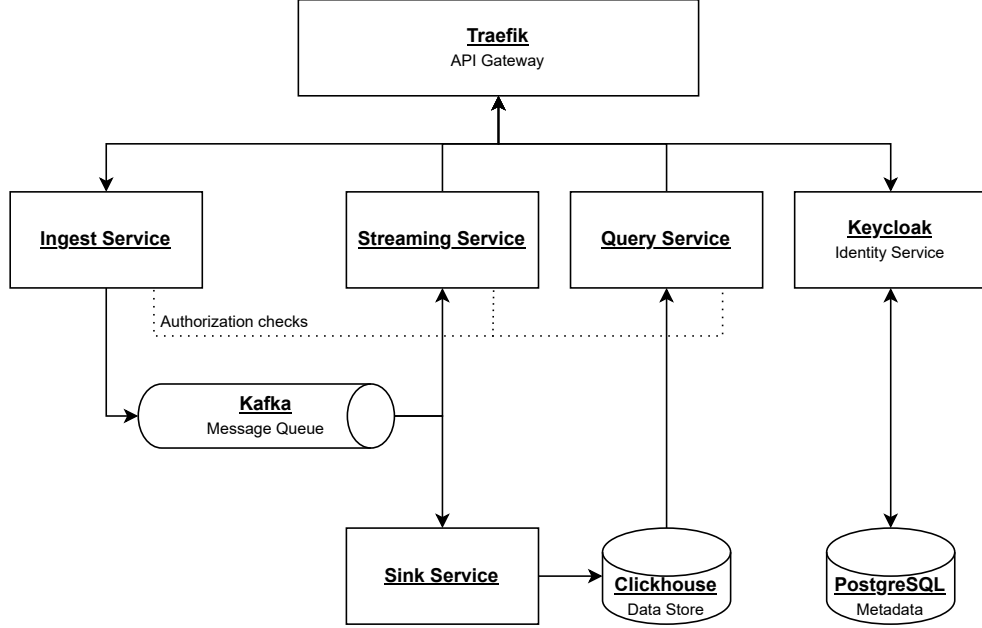 Traefik
API Gateway
Ingest Service
Streaming Service
Query Service
Keycloak
Identity Service
Authorization checks
Kafka
Message Queue
Sink Service
Clickhouse
Data Store
PostgreSQL
Metadata